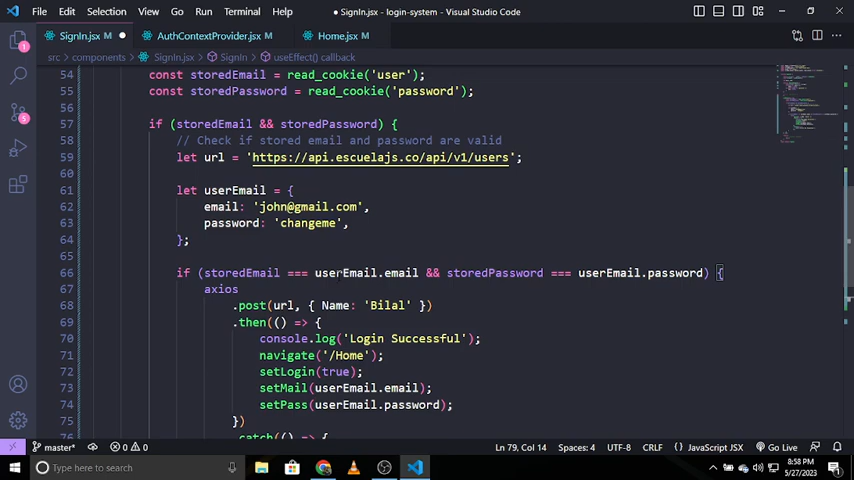 File Edit Selection View Go Run Terminal Help
SignIn.jsx - login-system - Visual Studio Code
SignIn.jsx M
AuthContextProvider.jsx M
Home.jsx M
src > components > SignIn.jsx > SignIn > useEffect() callback
54 const storedEmail = read_cookie('user');
55 const storedPassword = read_cookie('password');
56
57 if (storedEmail && storedPassword) {
58 // Check if stored email and password are valid
59 let url = 'https://api.escuelajs.co/api/v1/users';
60
61 let userEmail = {
62 email: 'john@gmail.com',
63 password: 'changeme',
64 };
65
66 if (storedEmail === userEmail.email && storedPassword === userEmail.password) {
67 axios
68 .post(url, { Name: 'Bilal' })
69 .then(() => {
70 console.log('Login Successful');
71 navigate('/Home');
72 setLogin(true);
73 setMail(userEmail.email);
74 setPass(userEmail.password);
75 })
76 .catch(() => {
1
5
master* 0 0 Ln 79, Col 14 Spaces: 4 UTF-8 CRLF { } JavaScript JSX Go Live
Type here to search
8:58 PM
5/27/2023